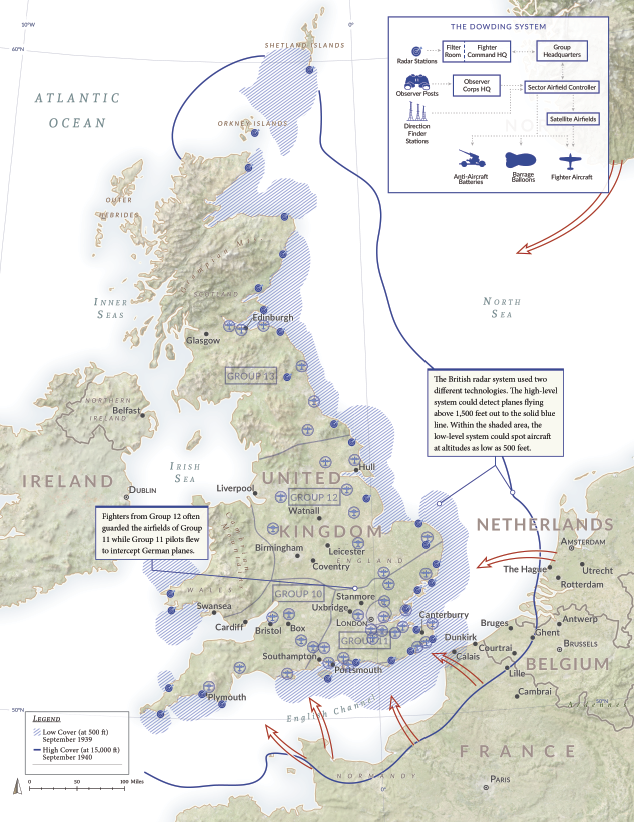 10°W
0°
60°N
SHETLAND ISLANDS
THE DOWDING SYSTEM
Radar Stations
Filter Room
Fighter Command HQ
Group Headquarters
Observer Posts
Observer Corps HQ
Sector Airfield Controller
Direction Finder Stations
Satellite Airfields
Anti-Aircraft Batteries
Barrage Balloons
Fighter Aircraft
ATLANTIC
OCEAN
ORKNEY ISLANDS
OUTER
HEBRIDES
SCOTLAND
INNER
SEAS
NORTH
SEA
Edinburgh
Glasgow
GROUP 13
The British radar system used two
different technologies. The high-level
system could detect planes flying
above 1,500 feet out to the solid blue
line. Within the shaded area, the
low-level system could spot aircraft
at altitudes as low as 500 feet.
NORTHERN
IRELAND
Belfast
IRISH
SEA
IRELAND
DUBLIN
Liverpool
Hull
UNITED
GROUP 12
Watnall
KINGDOM
ENGLAND
Fighters from Group 12 often
guarded the airfields of Group
11 while Group 11 pilots flew
to intercept German planes.
Birmingham
Leicester
Coventry
NETHERLANDS
AMSTERDAM
The Hague
Utrecht
Rotterdam
WALES
GROUP 10
Stanmore
Uxbridge
LONDON
Canterburry
Swansea
Cardiff
Bristol
Box
GROUP 11
Southampton
Portsmouth
Plymouth
Dunkirk
Calais
Bruges
Antwerp
Ghent
Courtrai
BRUSSELS
Lille
BELGIUM
Cambrai
50°N
50°N
Ardennes
English Channel
LEGEND
Low Cover (at 500 ft)
September 1939
High Cover (at 15,000 ft)
September 1940
0 50 100 Miles
FRANCE
NORMANDY
PARIS
0°